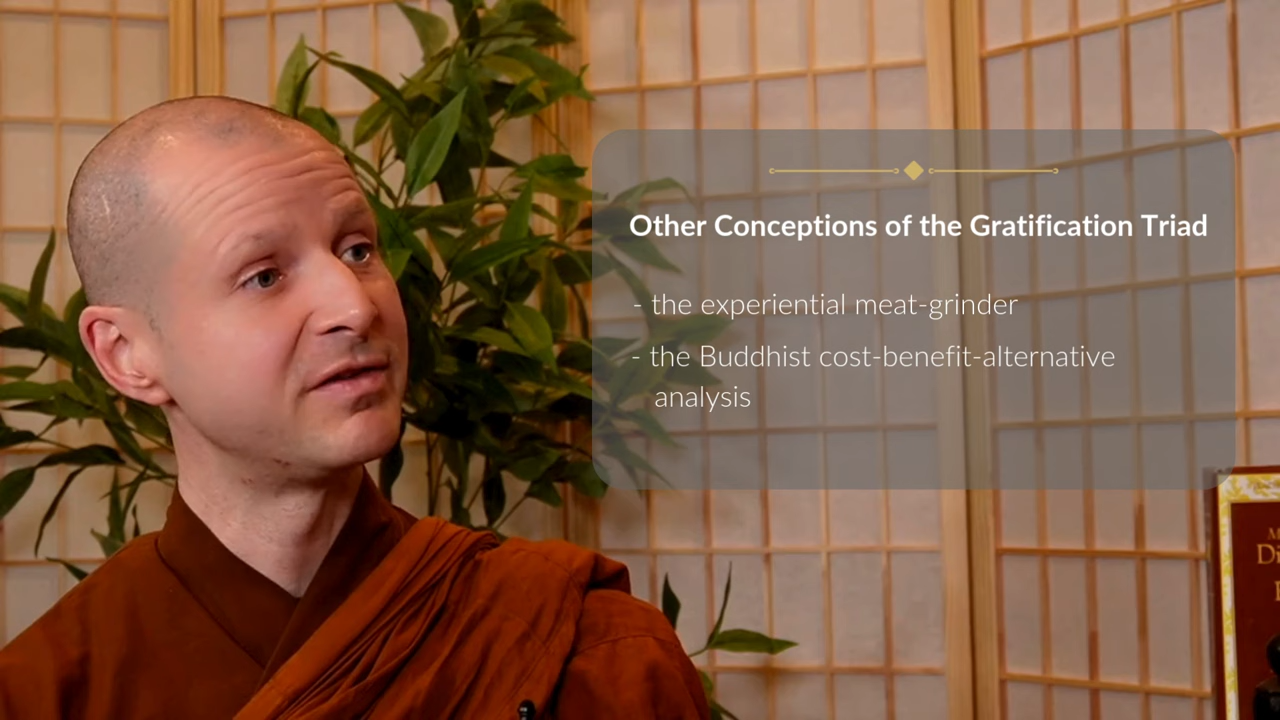 Other Conceptions of the Gratification Triad
- the experiential meat-grinder
- the Buddhist cost-benefit-alternative
analysis